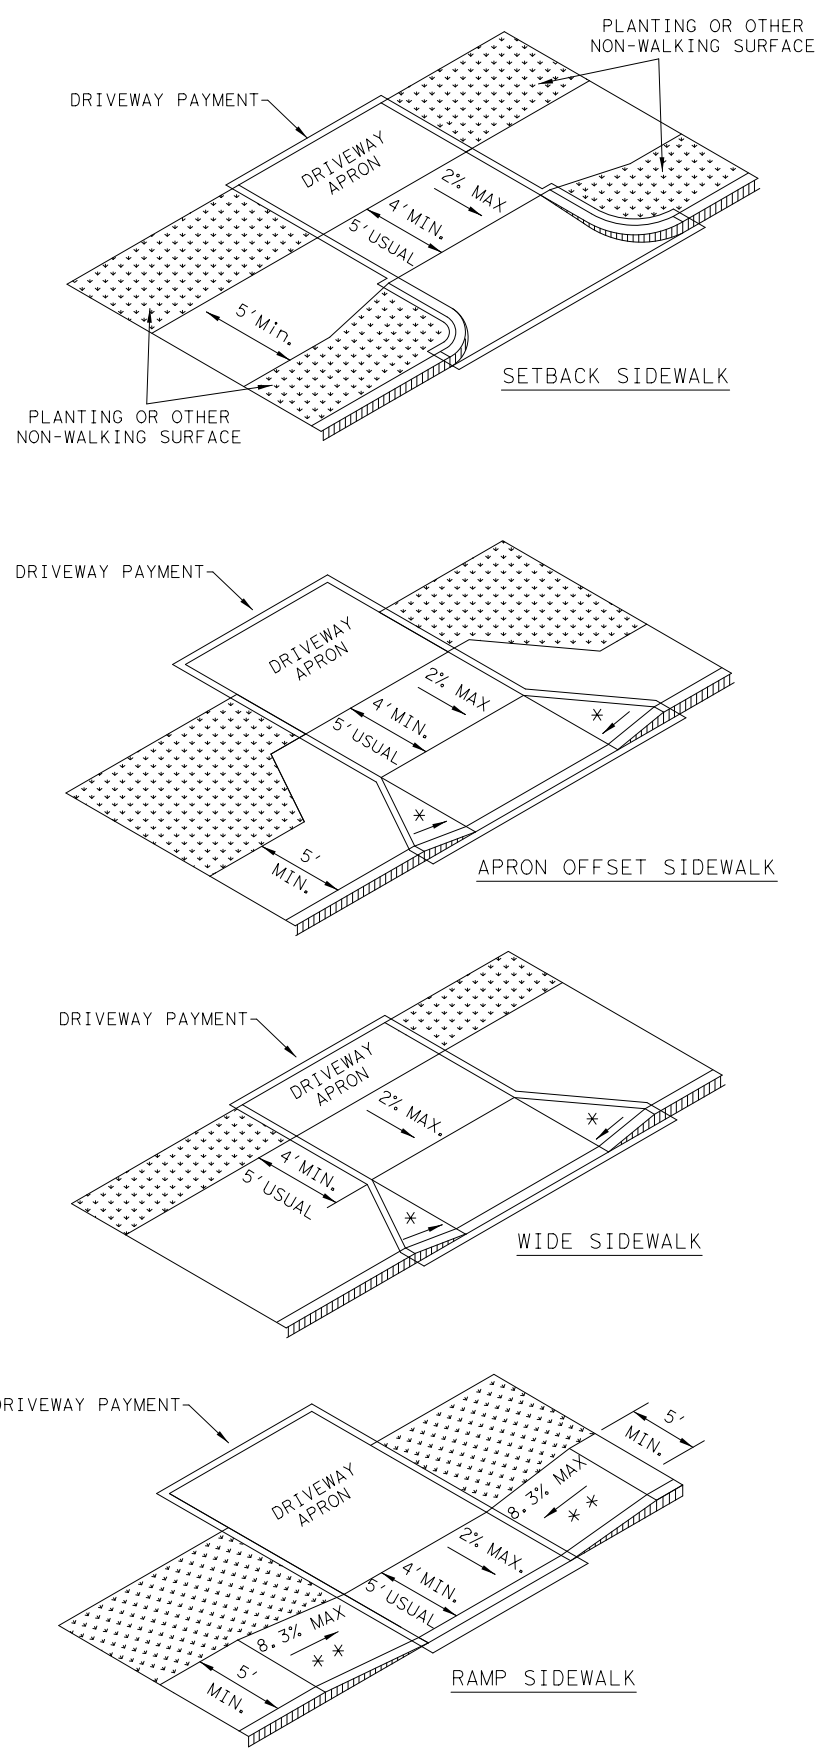 PLANTING OR OTHER
NON-WALKING SURFACE
DRIVEWAY PAYMENT
DRIVEWAY
APRON
2% MAX
4'MIN.
5'USUAL
5'Min.
SETBACK SIDEWALK
PLANTING OR OTHER
NON-WALKING SURFACE
DRIVEWAY PAYMENT
DRIVEWAY
APRON
2% MAX
4'MIN.
5'USUAL
*
*
5'
MIN.
APRON OFFSET SIDEWALK
DRIVEWAY PAYMENT
DRIVEWAY
APRON
2% MAX.
*
4'MIN.
5'USUAL
*
WIDE SIDEWALK
DRIVEWAY PAYMENT
5'
MIN.
DRIVEWAY
APRON
8.3% MAX
**
2% MAX.
4'MIN.
5'USUAL
8.3% MAX
**
5'
MIN.
RAMP SIDEWALK